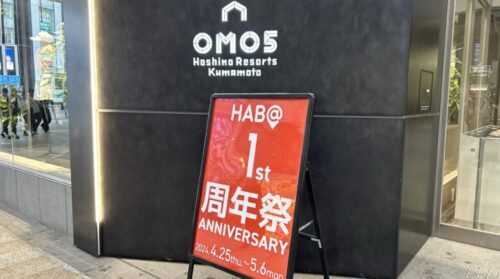 OMO5
Hoshino Resorts
Kumamoto
HAB@
1st
周年祭
ANNIVERSARY
2024.4.25thu~5.6mon